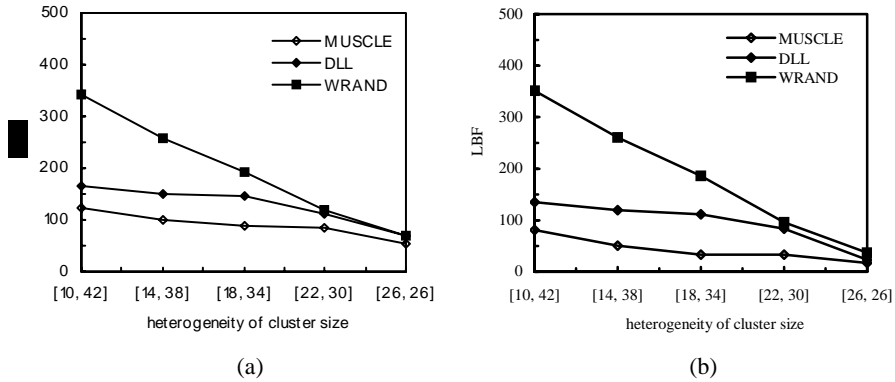 500
400
300
200
100
0
MUSCLE
DLL
WRAND
[10, 42] [14, 38] [18, 34] [22, 30] [26, 26]
heterogeneity of cluster size
(a)
500
400
300
200
100
0
LBF
MUSCLE
DLL
WRAND
[10, 42] [14, 38] [18, 34] [22, 30] [26, 26]
heterogeneity of cluster size
(b)